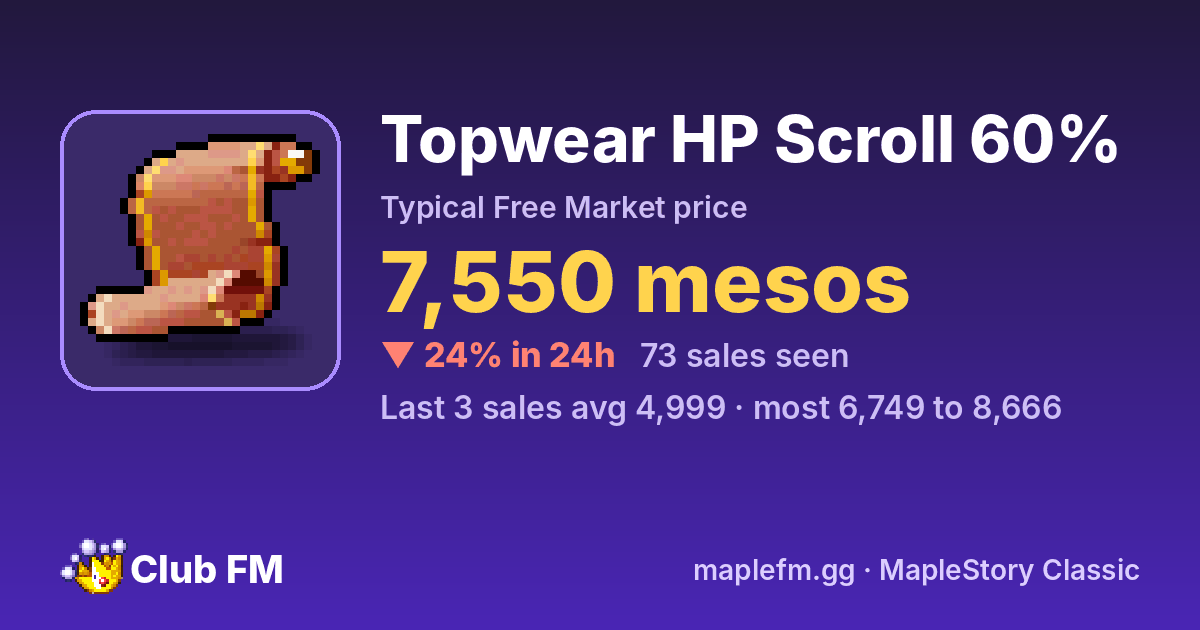 Topwear HP Scroll 60%
Typical Free Market price
7,550 mesos
▼ 24% in 24h 73 sales seen
Last 3 sales avg 4,999 · most 6,749 to 8,666
Club FM
maplefm.gg · MapleStory Classic